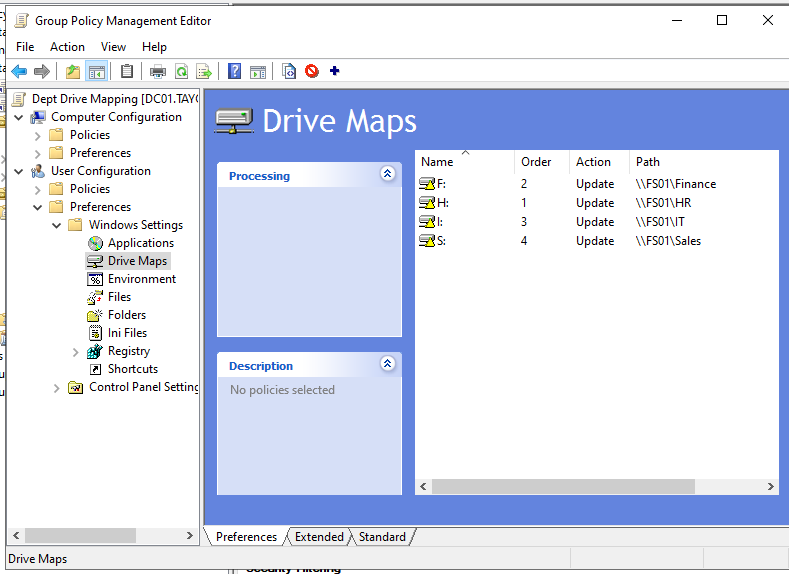 Group Policy Management Editor
File Action View Help
Dept Drive Mapping [DC01.TAYO
Computer Configuration
Policies
Preferences
User Configuration
Policies
Preferences
Windows Settings
Applications
Drive Maps
Environment
Files
Folders
Ini Files
Registry
Shortcuts
Control Panel Setting
Drive Maps
Processing
Description
No policies selected
Name Order Action Path
F: 2 Update \\FS01\Finance
H: 1 Update \\FS01\HR
I: 3 Update \\FS01\IT
S: 4 Update \\FS01\Sales
Preferences Extended Standard
Drive Maps
Security Filtering